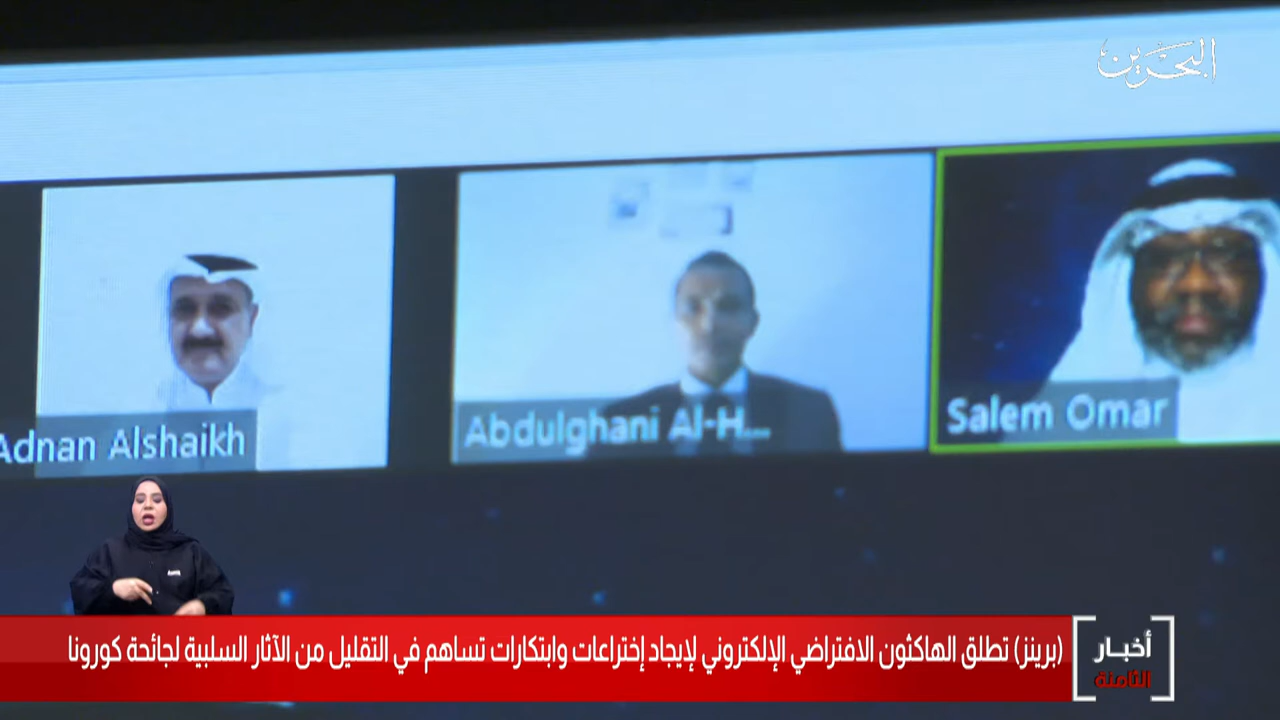 البحرين
Adnan Alshaikh
Abdulghani Al-H...
Salem Omar
(برينز) تطلق الهاكثون الافتراضي الإلكتروني لإيجاد إختراعات وابتكارات تساهم في التقليل من الآثار السلبية لجائحة كورونا
أخبار
الثامنة